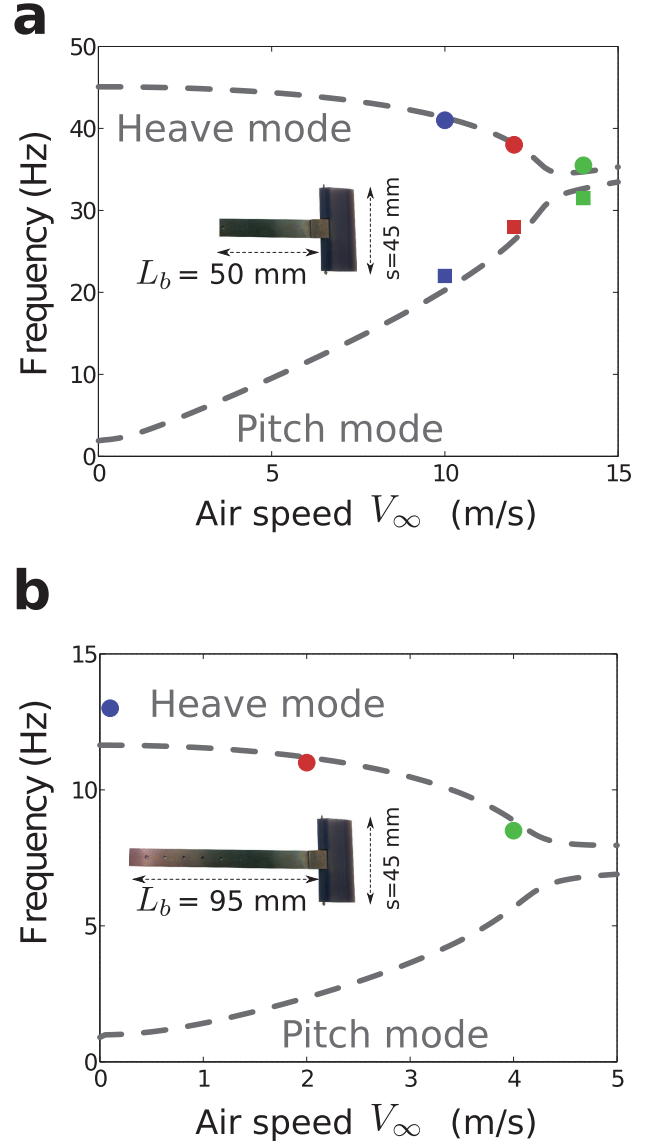 a
50
40
30
20
10
0
Frequency (Hz)
Heave mode
s=45 mm
L_b = 50 mm
Pitch mode
0 5 10 15
Air speed V_∞ (m/s)
b
15
10
5
0
Frequency (Hz)
Heave mode
s=45 mm
L_b = 95 mm
Pitch mode
0 1 2 3 4 5
Air speed V_∞ (m/s)